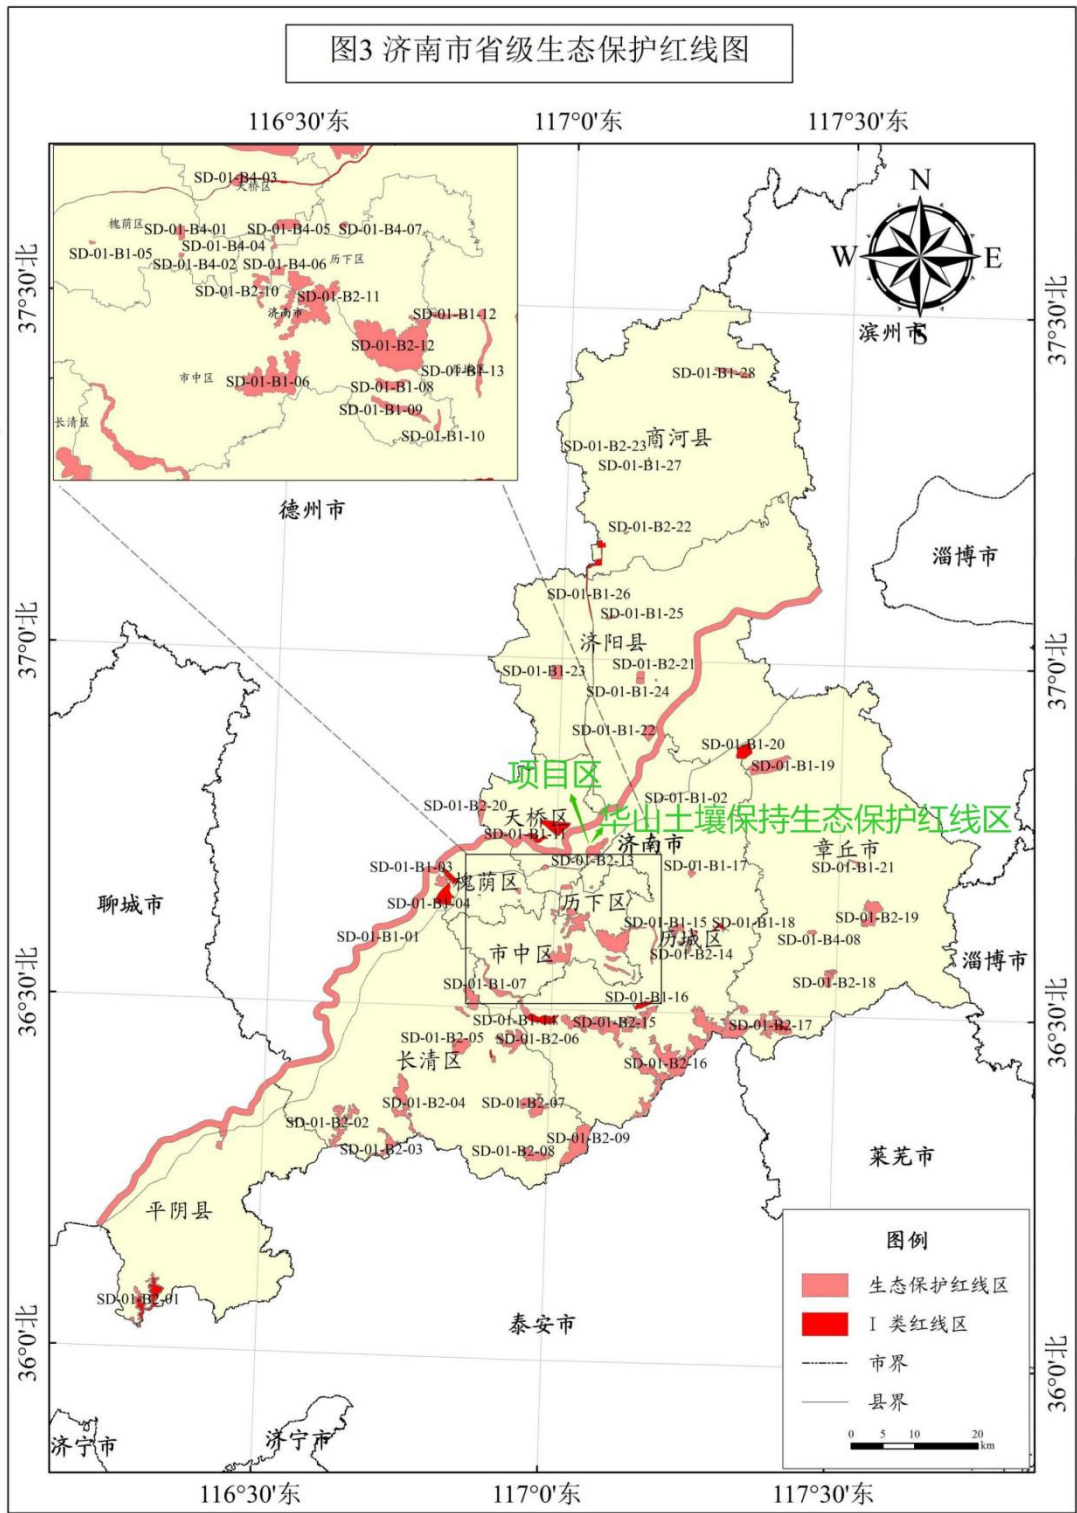 图3 济南市省级生态保护红线图
116°30′东
117°0′东
117°30′东
37°30′北
37°0′北
36°30′北
36°0′北
37°30′北
37°0′北
36°30′北
36°0′北
N
W
E
S
滨州市
SD-01-B4-03
天桥区
槐荫区
SD-01-B4-01
SD-01-B4-05
SD-01-B4-07
SD-01-B1-05
SD-01-B4-04
SD-01-B4-02
SD-01-B4-06
历下区
SD-01-B2-10
SD-01-B2-11
济南市
SD-01-B1-12
SD-01-B2-12
SD-01-B1-13
市中区
SD-01-B1-06
SD-01-B1-08
SD-01-B1-09
长清区
SD-01-B1-10
SD-01-B1-28
商河县
SD-01-B2-23
SD-01-B1-27
德州市
SD-01-B2-22
淄博市
SD-01-B1-26
SD-01-B1-25
济阳县
SD-01-B1-23
SD-01-B2-21
SD-01-B1-24
SD-01-B1-22
SD-01-B1-20
SD-01-B1-19
项目区
SD-01-B1-02
SD-01-B2-20
天桥区
华山土壤保持生态保护红线区
SD-01-B1-11
济南市
章丘市
SD-01-B1-03
SD-01-B2-13
SD-01-B1-17
SD-01-B1-21
槐荫区
聊城市
SD-01-B1-04
历下区
SD-01-B1-15
SD-01-B1-18
SD-01-B2-19
SD-01-B1-01
历城区
SD-01-B4-08
市中区
SD-01-B2-14
淄博市
SD-01-B1-07
SD-01-B2-18
SD-01-B1-16
SD-01-B1-14
SD-01-B2-15
SD-01-B2-17
SD-01-B2-05
SD-01-B2-06
长清区
SD-01-B2-16
SD-01-B2-04
SD-01-B2-07
SD-01-B2-02
SD-01-B2-03
SD-01-B2-09
SD-01-B2-08
莱芜市
平阴县
SD-01-B2-01
泰安市
济宁市
济宁市
图例
生态保护红线区
I 类红线区
市界
县界
0 5 10 20
km
116°30′东
117°0′东
117°30′东